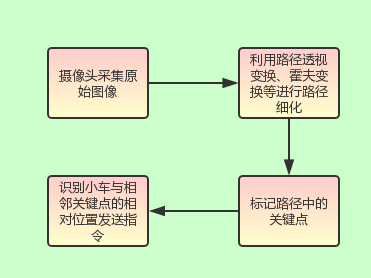 摄像头采集原
始图像
利用路径透视
变换、霍夫变
换等进行路径
细化
标记路径中的
关键点
识别小车与相
邻关键点的相
对位置发送指
令